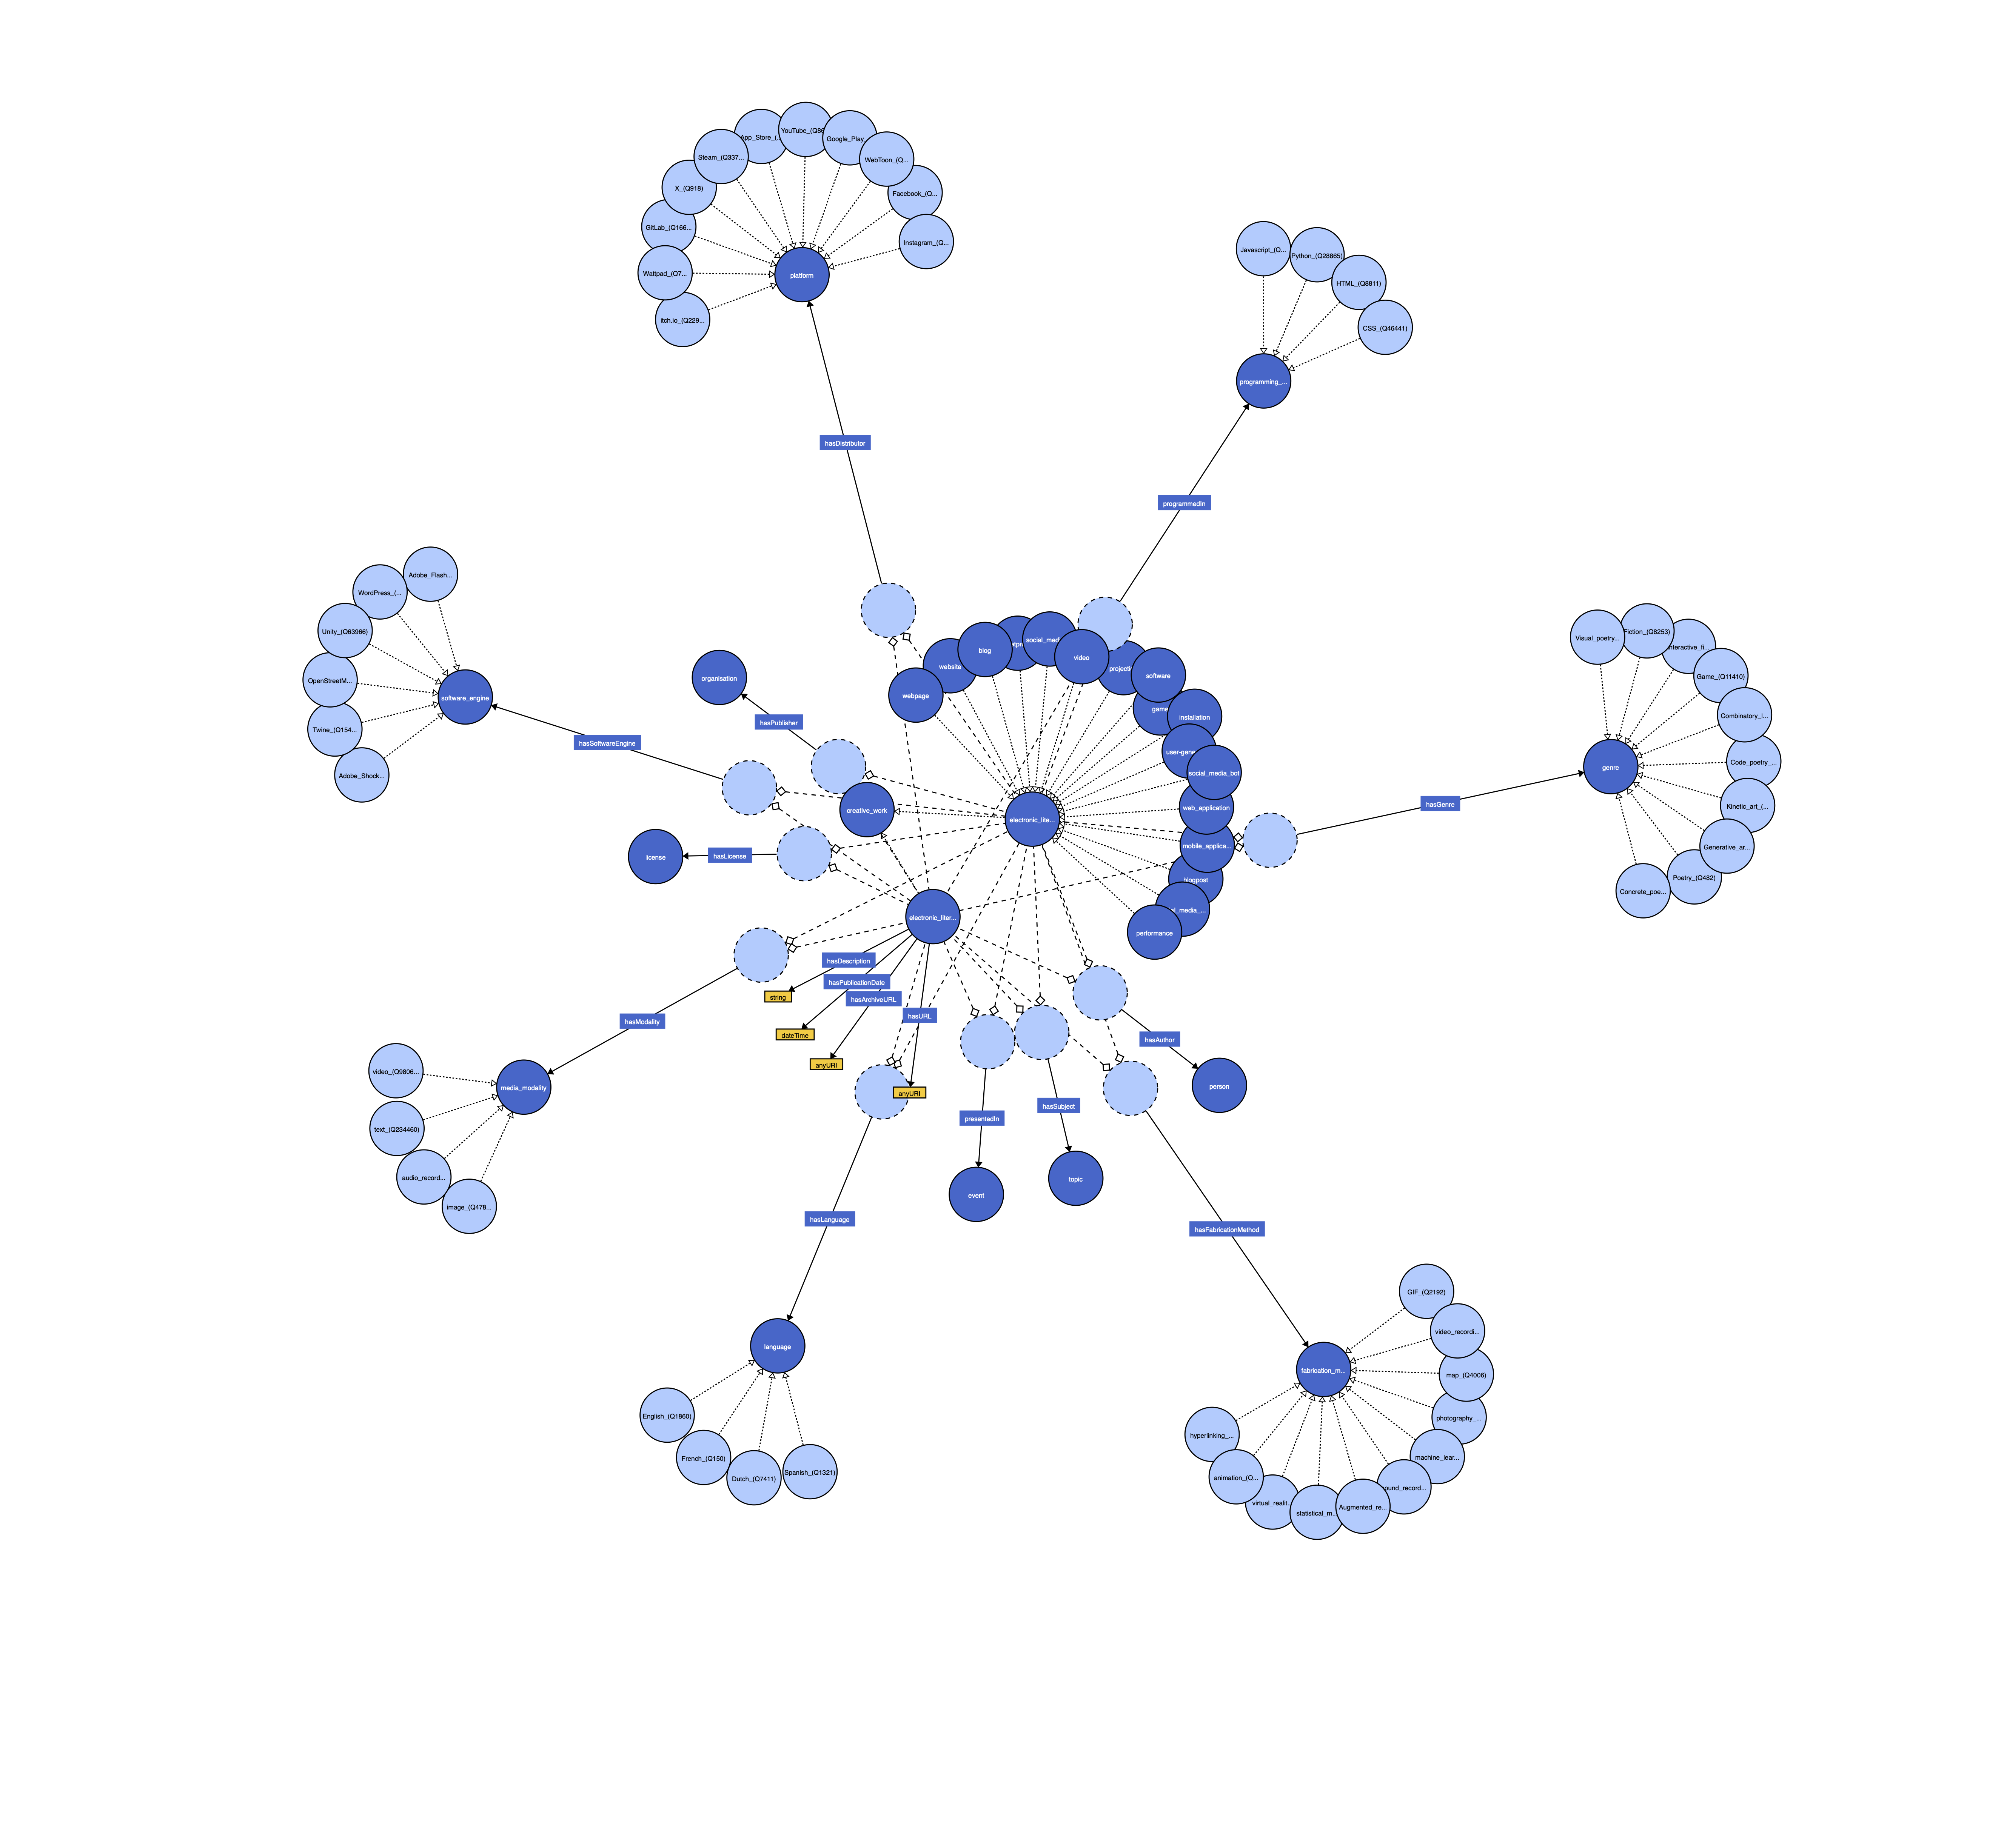 YouTube_(Q86
App_Store_(...
Google_Play_
Steam_(Q337...
WebToon_(Q...
X_(Q918)
Facebook_(Q...
GitLab_(Q166...
Instagram_(Q...
Wattpad_(Q7...
platform
itch.io_(Q229...
Javascript_(Q...
Python_(Q28865)
HTML_(Q8811)
CSS_(Q46441)
programming_...
hasDistributor
programmedIn
Adobe_Flash...
WordPress_(...
Unity_(Q63966)
OpenStreetM...
software_engine
Twine_(Q154...
Adobe_Shock...
hasSoftwareEngine
organisation
hasPublisher
website
blog
social_med
video
projecti
software
webpage
game
installation
user-gene
social_media_bot
web_application
mobile_applica...
blogpost
performance
creative_work
electronic_lite...
license
hasLicense
electronic_liter...
Visual_poetry...
Fiction_(Q8253)
Game_(Q11410)
Combinatory_l...
Code_poetry_...
genre
hasGenre
Kinetic_art_(...
Generative_ar...
Poetry_(Q482)
Concrete_poe...
hasDescription
hasPublicationDate
string
hasArchiveURL
hasURL
dateTime
anyURI
anyURI
hasModality
video_(Q9806...
media_modality
text_(Q234460)
audio_record...
image_(Q478...
hasAuthor
person
hasSubject
presentedIn
topic
event
hasLanguage
hasFabricationMethod
language
English_(Q1860)
French_(Q150)
Dutch_(Q7411)
Spanish_(Q1321)
GIF_(Q2192)
video_recordi...
fabrication_m...
map_(Q4006)
photography_...
hyperlinking_...
machine_lear...
animation_(Q...
virtual_realit..
statistical_m..
Augmented_re...